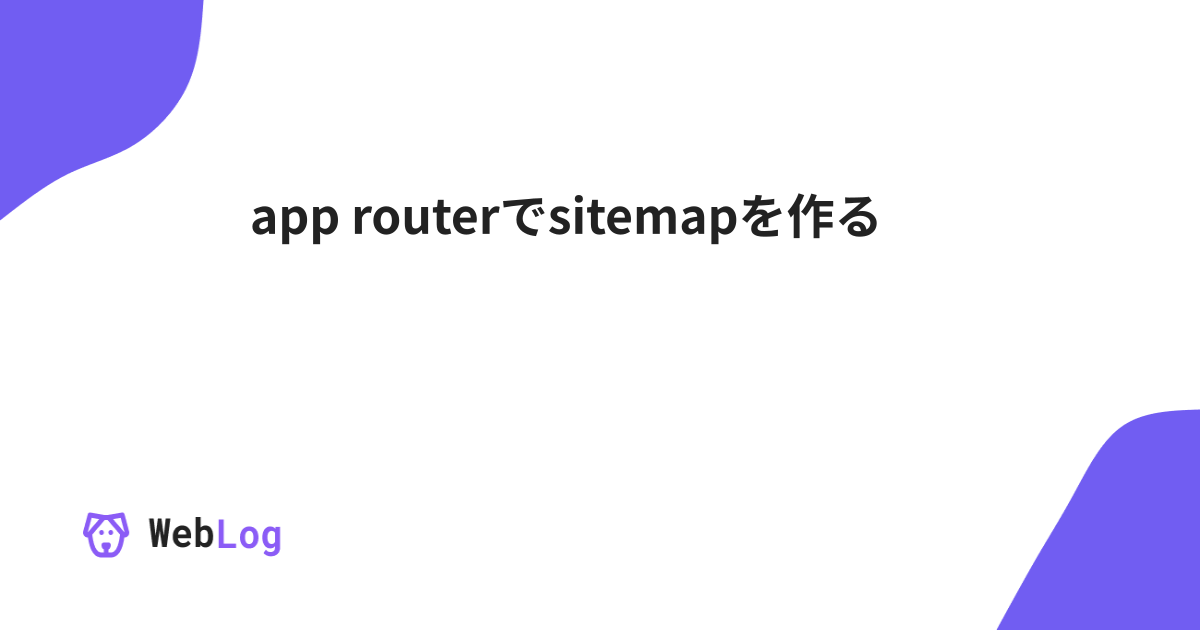 app routerでsitemapを作る
WebLog